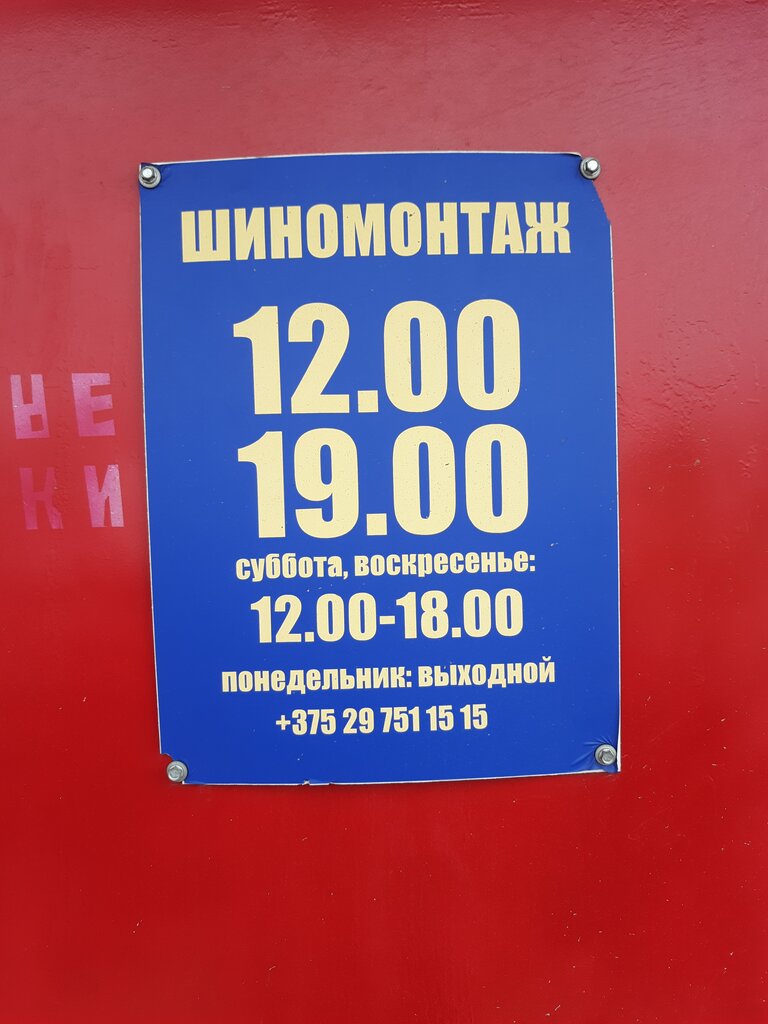 ШИНОМОНТАЖ
12.00
19.00
суббота, воскресенье:
12.00-18.00
понедельник: выходной
+375 29 751 15 15